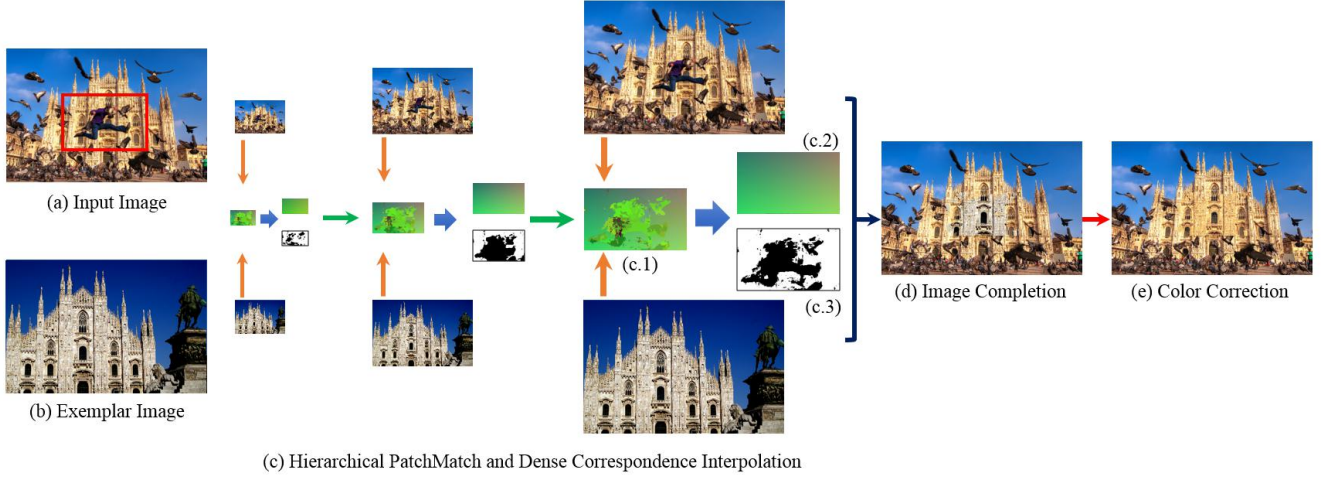 (a) Input Image
(b) Exemplar Image
(c.1)
(c.2)
(c.3)
(c) Hierarchical PatchMatch and Dense Correspondence Interpolation
(d) Image Completion
(e) Color Correction